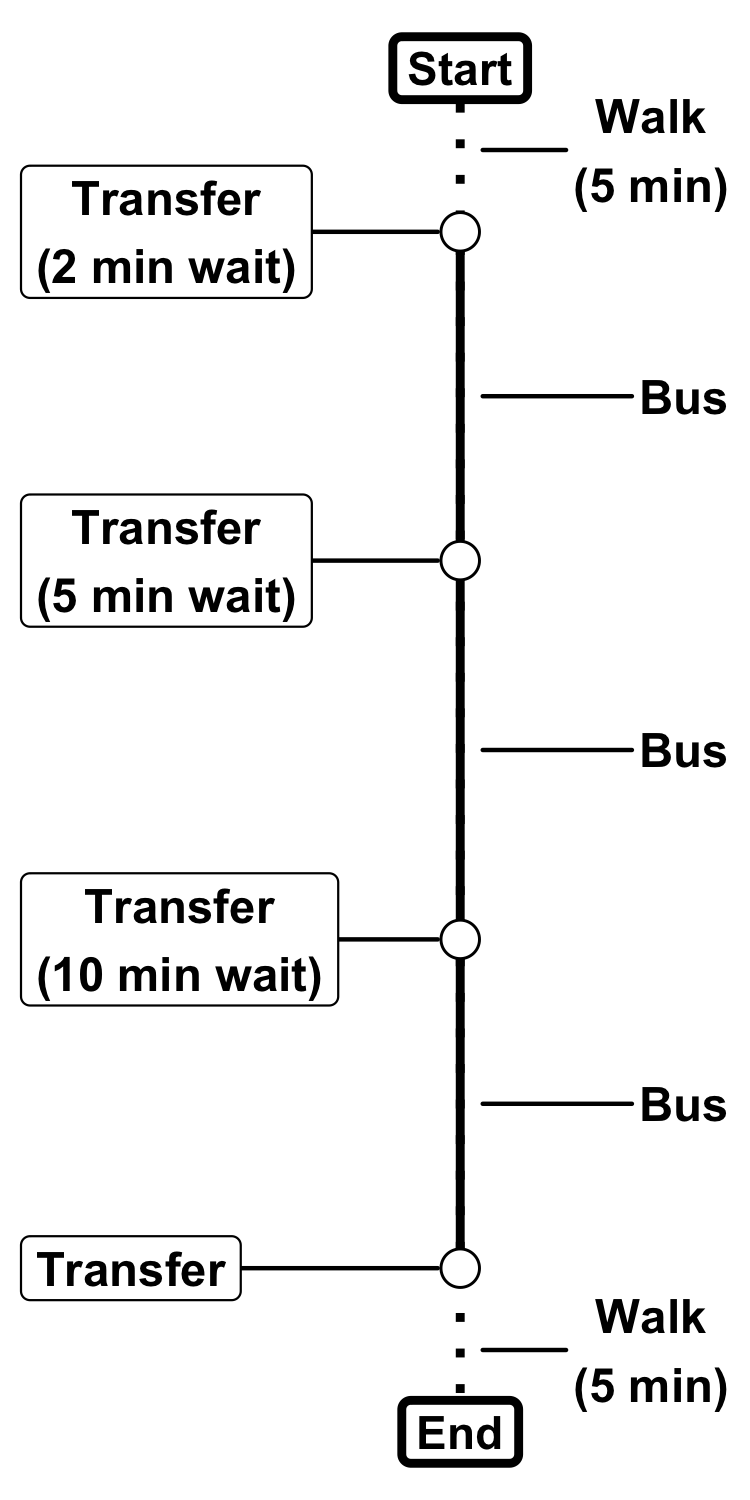 Start
Walk
(5 min)
Transfer
(2 min wait)
Bus
Transfer
(5 min wait)
Bus
Transfer
(10 min wait)
Bus
Transfer
Walk
(5 min)
End